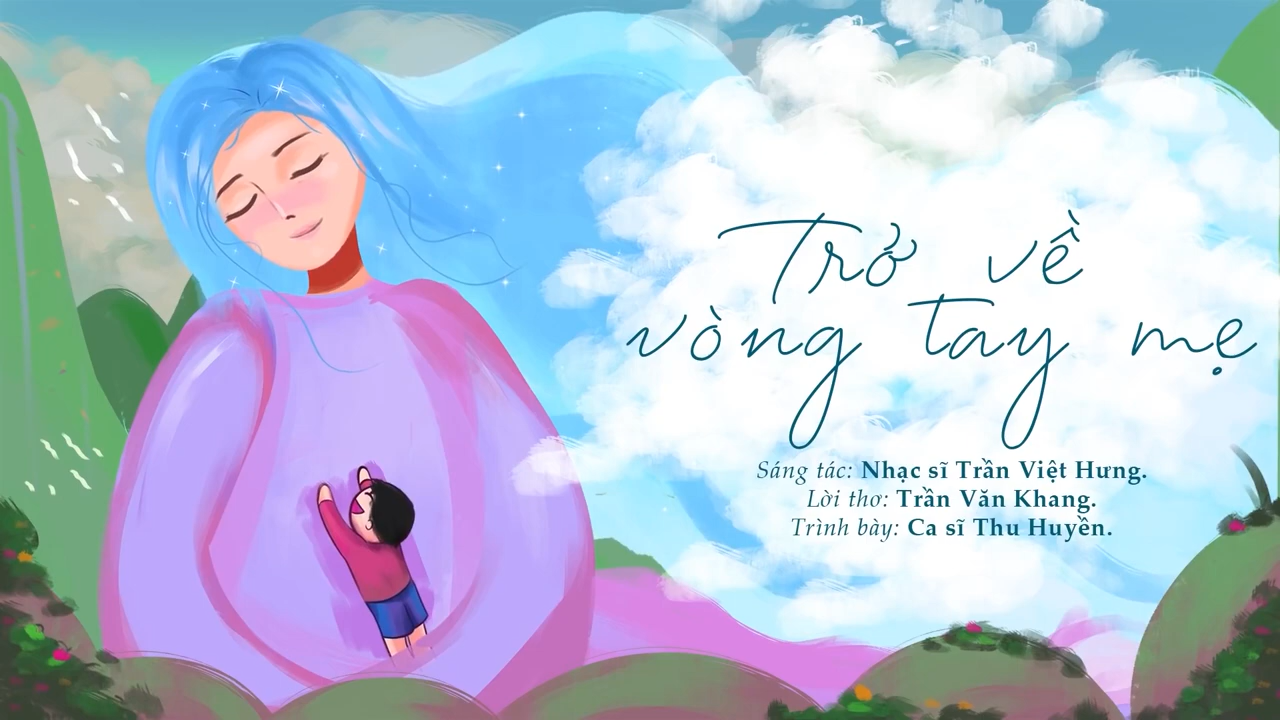 Trở về
vòng tay mẹ
Sáng tác: Nhạc sĩ Trần Việt Hưng.
Lời thơ: Trần Văn Khang.
Trình bày: Ca sĩ Thu Huyền.